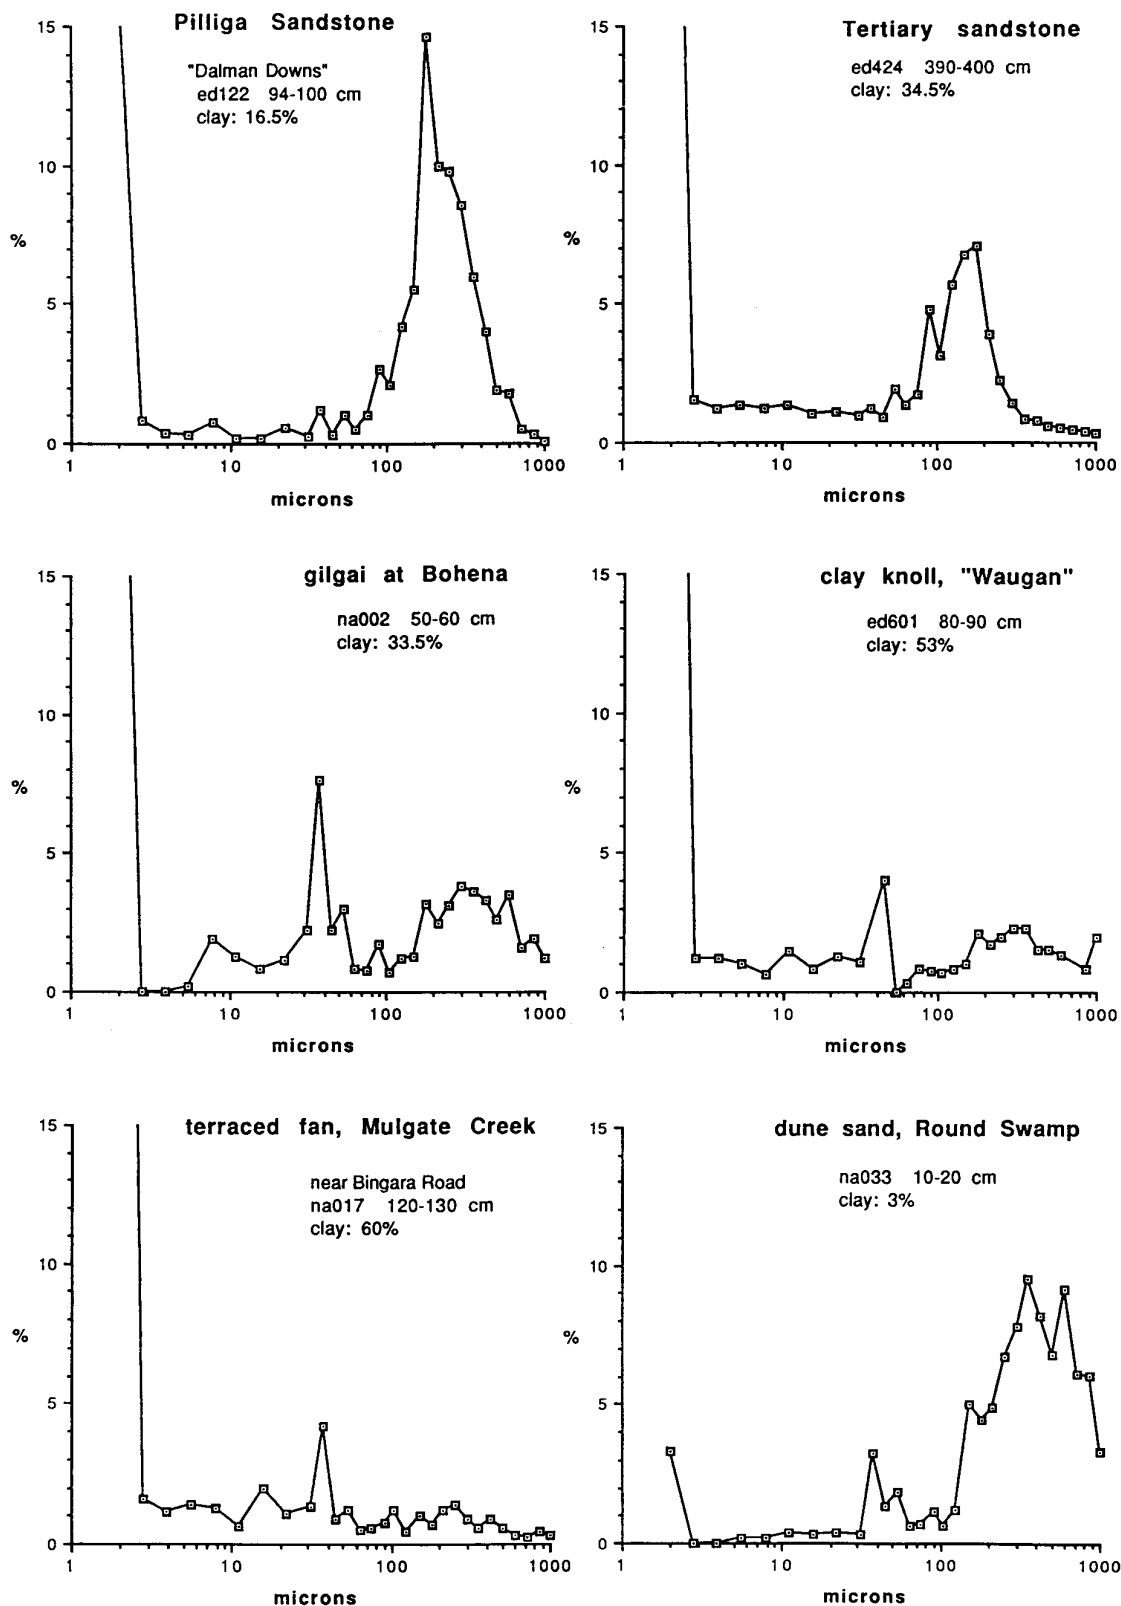 Pilliga Sandstone
"Dalman Downs"
ed122 94-100 cm
clay: 16.5%
15
10
5
0
%
1 10 100 1000
microns
Tertiary sandstone
ed424 390-400 cm
clay: 34.5%
15
10
5
0
%
1 10 100 1000
microns
gilgai at Bohena
na002 50-60 cm
clay: 33.5%
15
10
5
0
%
1 10 100 1000
microns
clay knoll, "Waugan"
ed601 80-90 cm
clay: 53%
15
10
5
0
%
1 10 100 1000
microns
terraced fan, Mulgate Creek
near Bingara Road
na017 120-130 cm
clay: 60%
15
10
5
0
%
1 10 100 1000
microns
dune sand, Round Swamp
na033 10-20 cm
clay: 3%
15
10
5
0
%
1 10 100 1000
microns